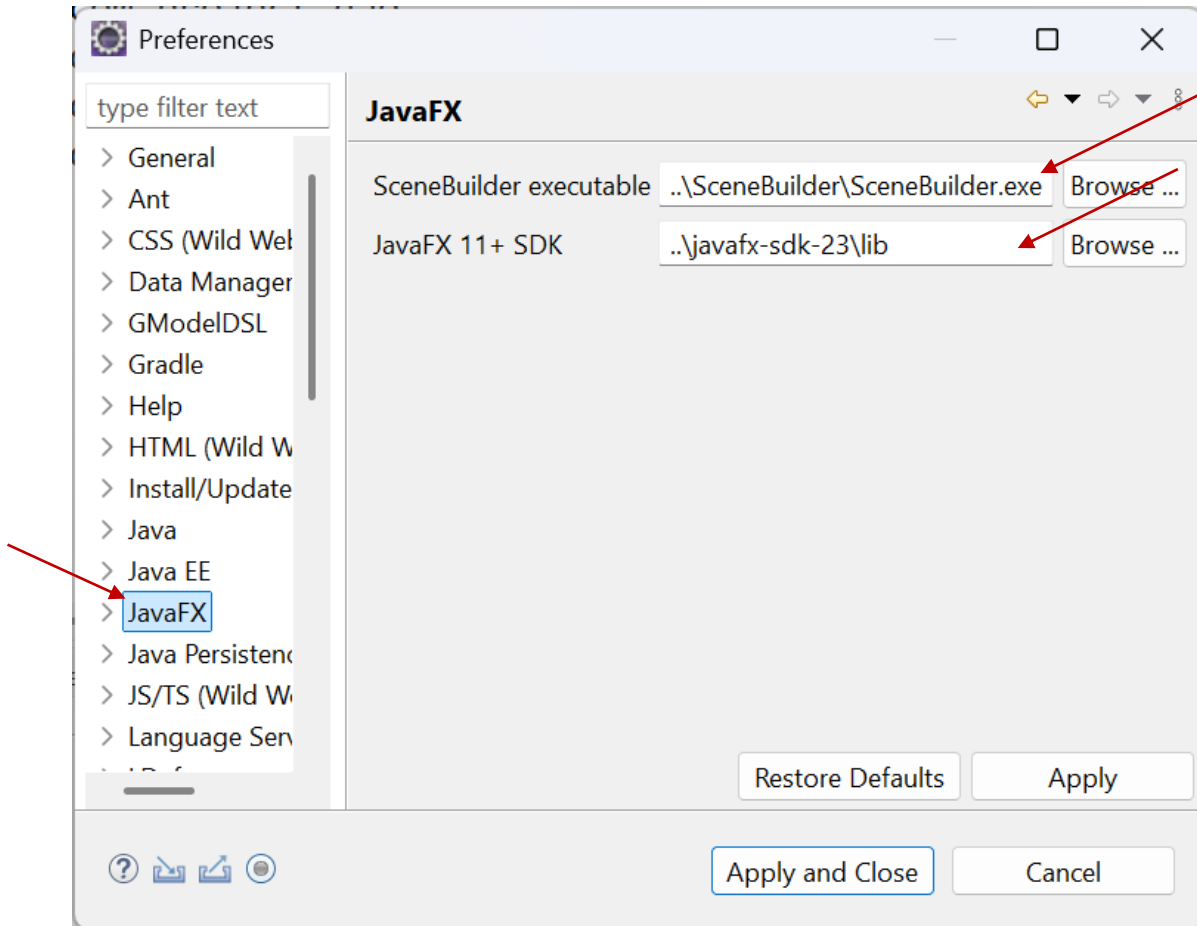 Preferences
type filter text
JavaFX
General
Ant
CSS (Wild Wel
Data Manager
GModelDSL
Gradle
Help
HTML (Wild W
Install/Update
Java
Java EE
JavaFX
Java Persistenc
JS/TS (Wild W
Language Serv
SceneBuilder executable ..\SceneBuilder\SceneBuilder.exe Browse ...
JavaFX 11+ SDK ..\javafx-sdk-23\lib Browse ...
Restore Defaults Apply
Apply and Close Cancel